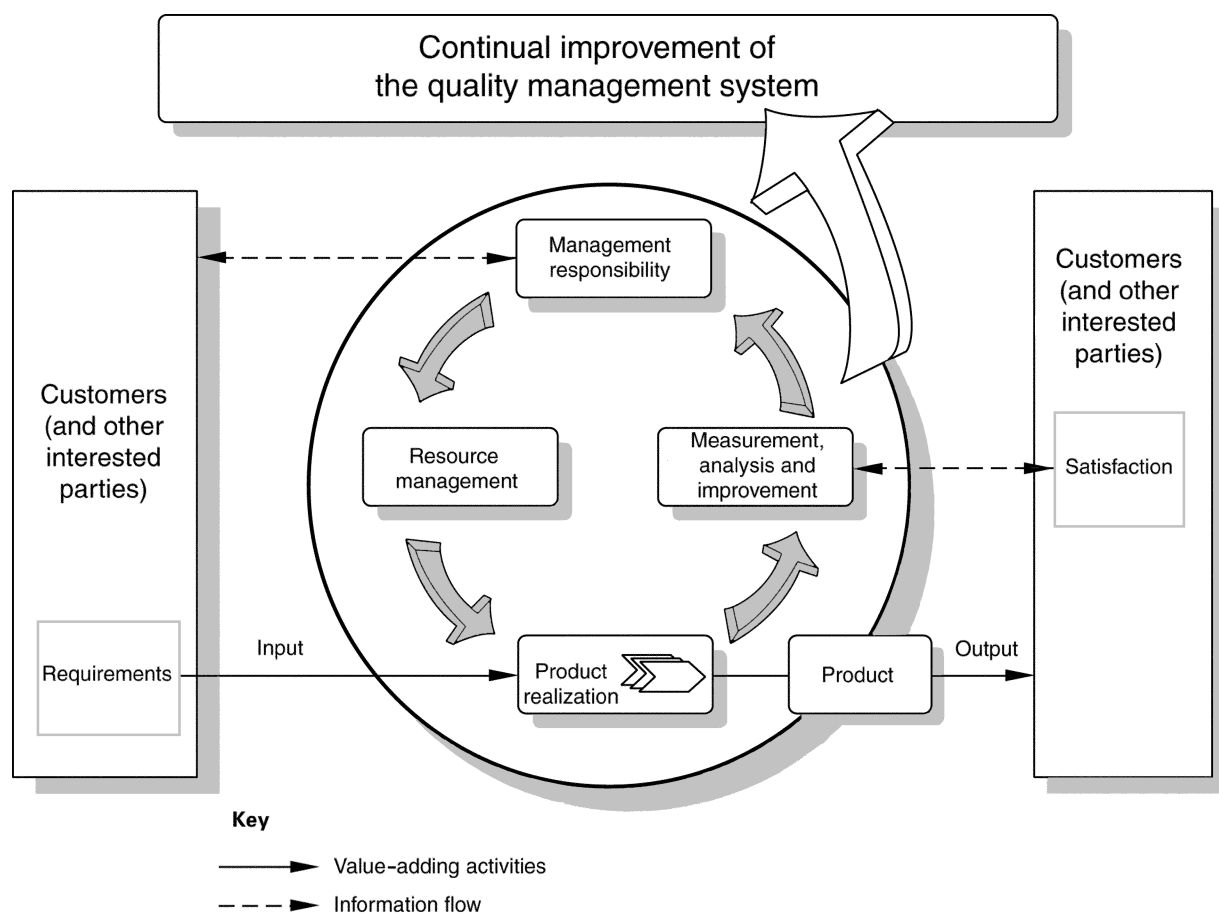 Continual improvement of
the quality management system
Management
responsibility
Customers
(and other
interested
parties)
Customers
(and other
interested
parties)
Resource
management
Measurement,
analysis and
improvement
Satisfaction
Requirements
Input
Product
realization
Product
Output
Key
Value-adding activities
Information flow